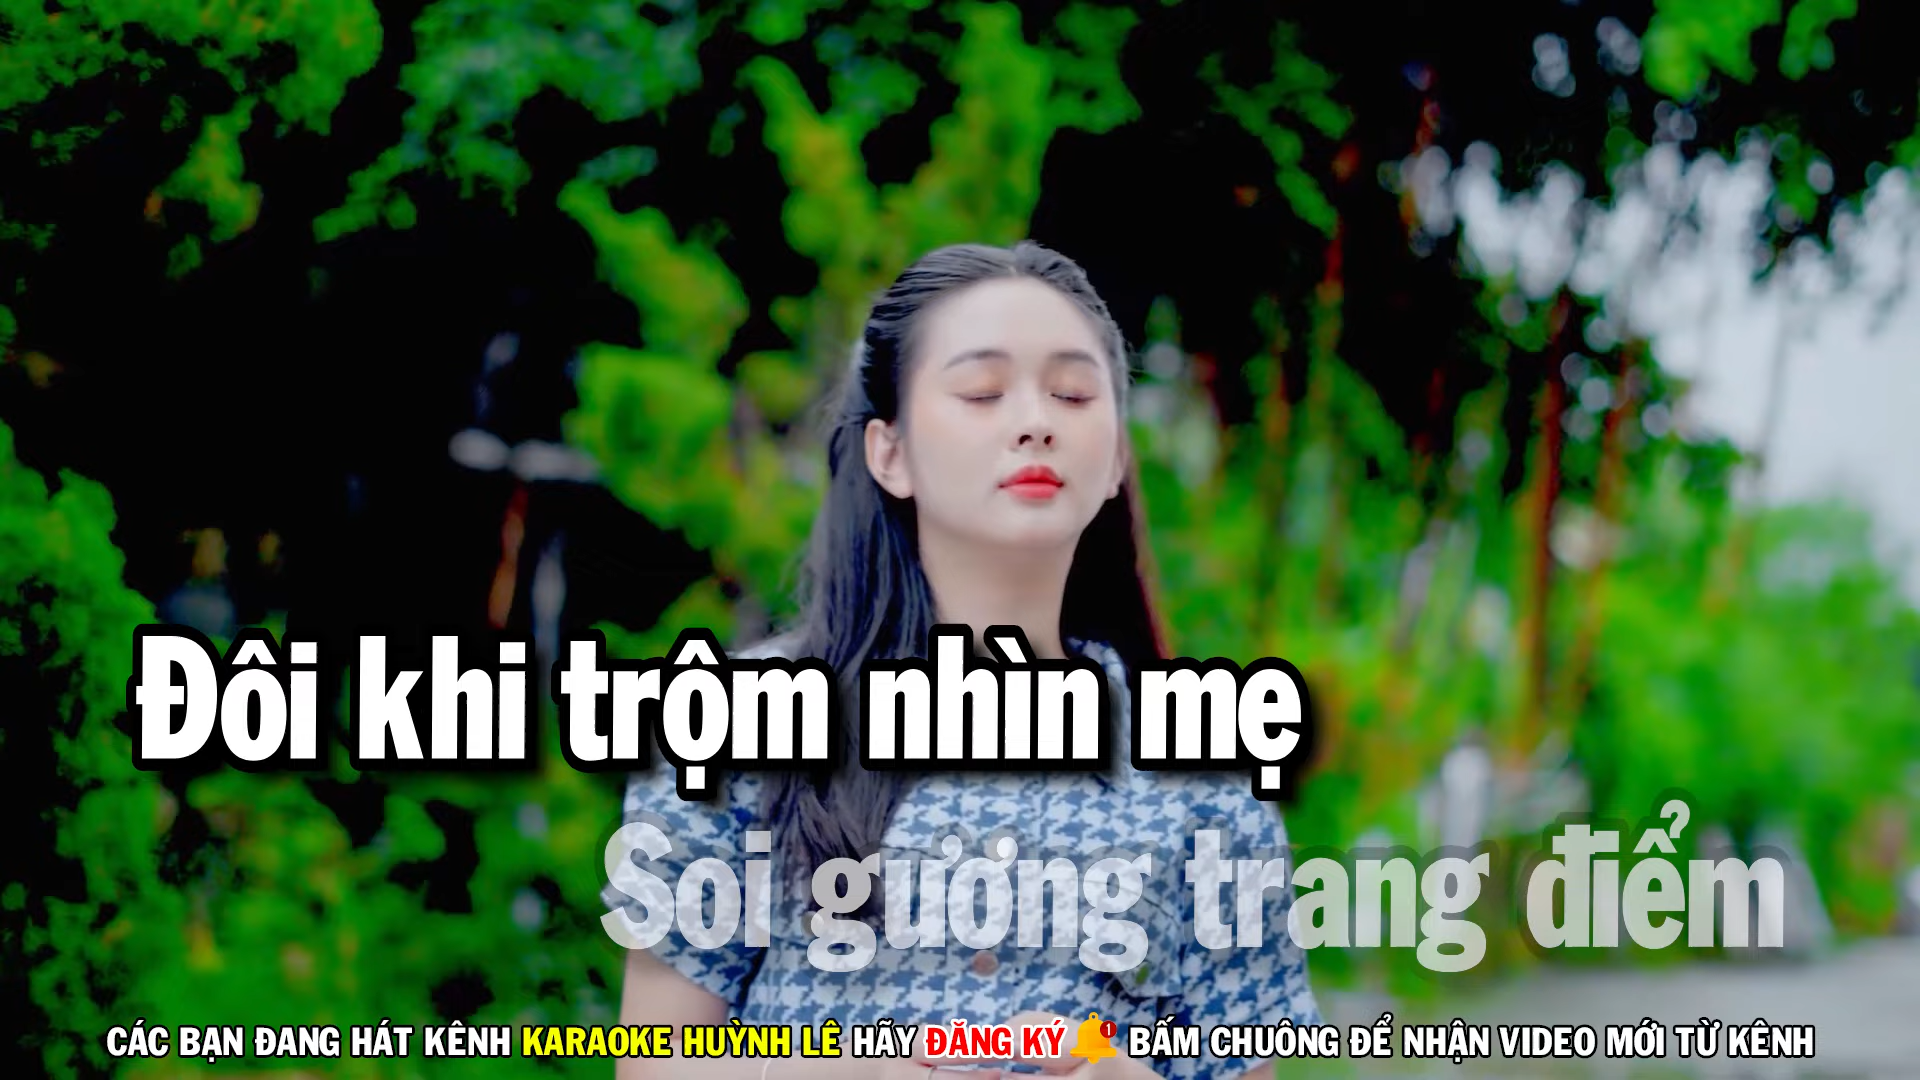 Đôi khi trộm nhìn mẹ
Soi gương trang điểm
CÁC BẠN ĐANG HÁT KÊNH KARAOKE HUỲNH LÊ HÃY ĐĂNG KÝ 1 BẤM CHUÔNG ĐỂ NHẬN VIDEO MỚI TỪ KÊNH